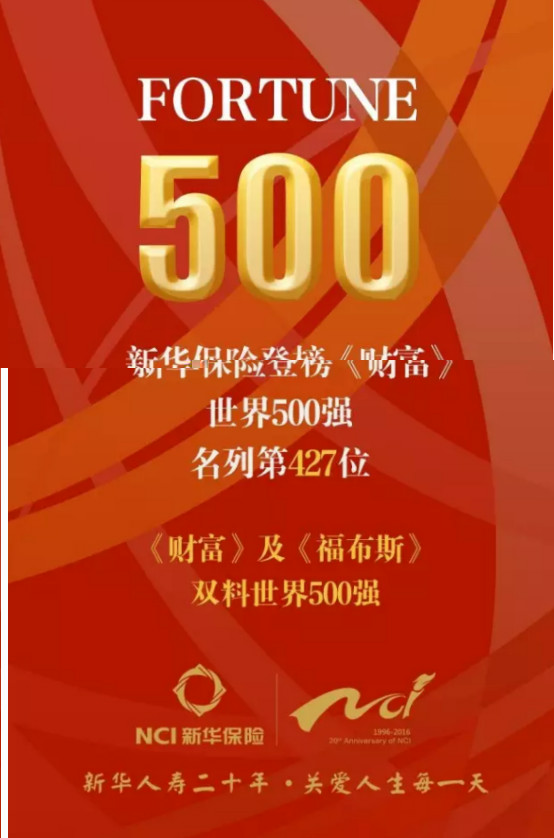 FORTUNE
500
新华保险登榜《财富》
世界500强
名列第427位
《财富》及《福布斯》
双料世界500强
NCI 新华保险
nci
1996-2016
20th Anniversary of NCI
新华人寿二十年·关爱人生每一天